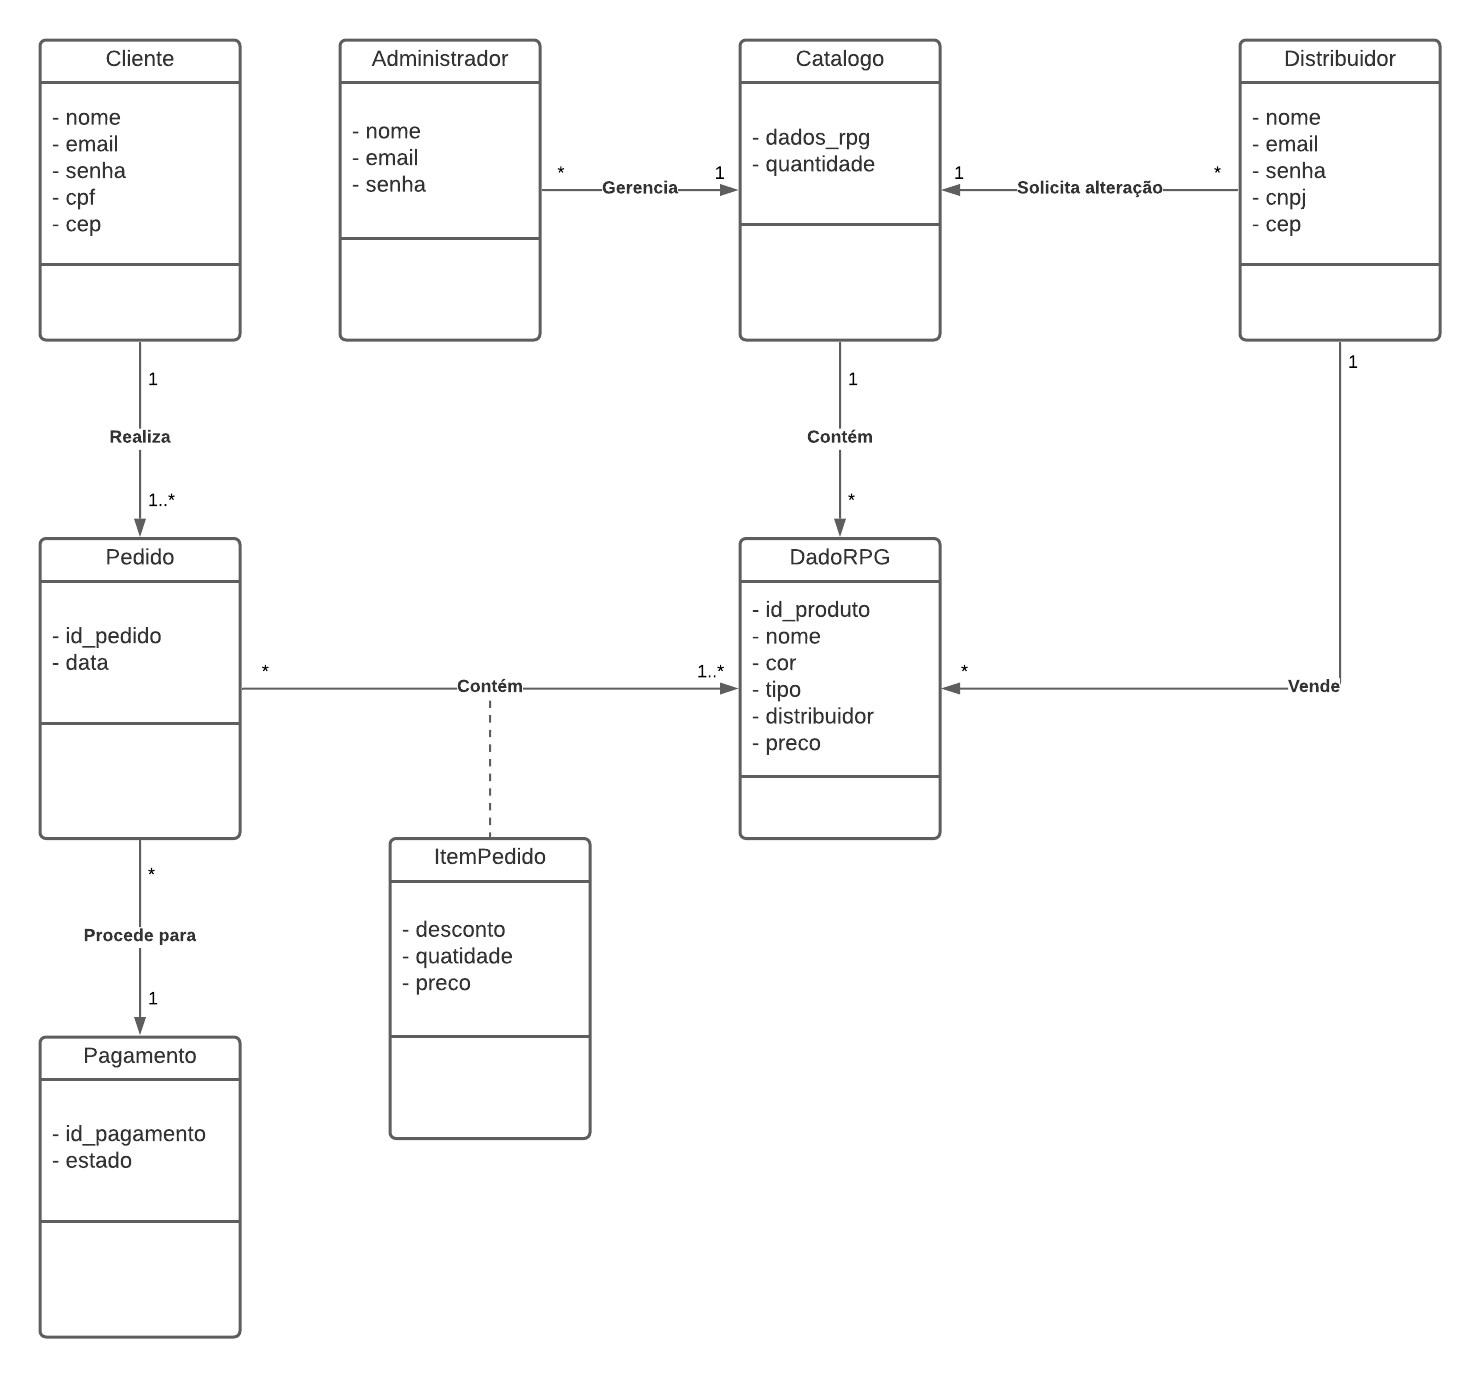 Cliente
- nome
- email
- senha
- cpf
- cep
Administrador
- nome
- email
- senha
Catalogo
- dados_rpg
- quantidade
Distribuidor
- nome
- email
- senha
- cnpj
- cep
*
Gerencia
1
1
Solicita alteração
*
1
Realiza
1..*
1
Contém
*
1
Vende
*
Pedido
- id_pedido
- data
*
Contém
1..*
DadoRPG
- id_produto
- nome
- cor
- tipo
- distribuidor
- preco
ItemPedido
- desconto
- quatidade
- preco
*
Procede para
1
Pagamento
- id_pagamento
- estado